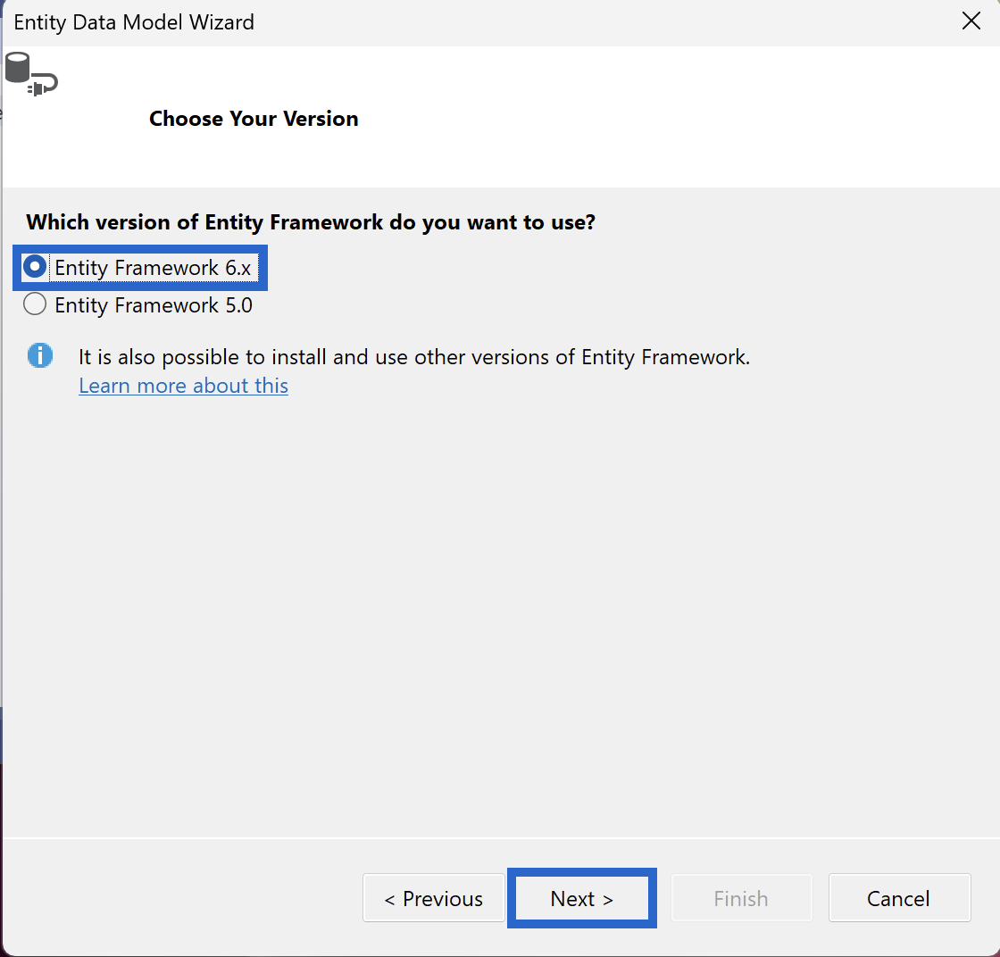 Entity Data Model Wizard
Choose Your Version
Which version of Entity Framework do you want to use?
Entity Framework 6.x
Entity Framework 5.0
It is also possible to install and use other versions of Entity Framework.
Learn more about this
< Previous
Next >
Finish
Cancel